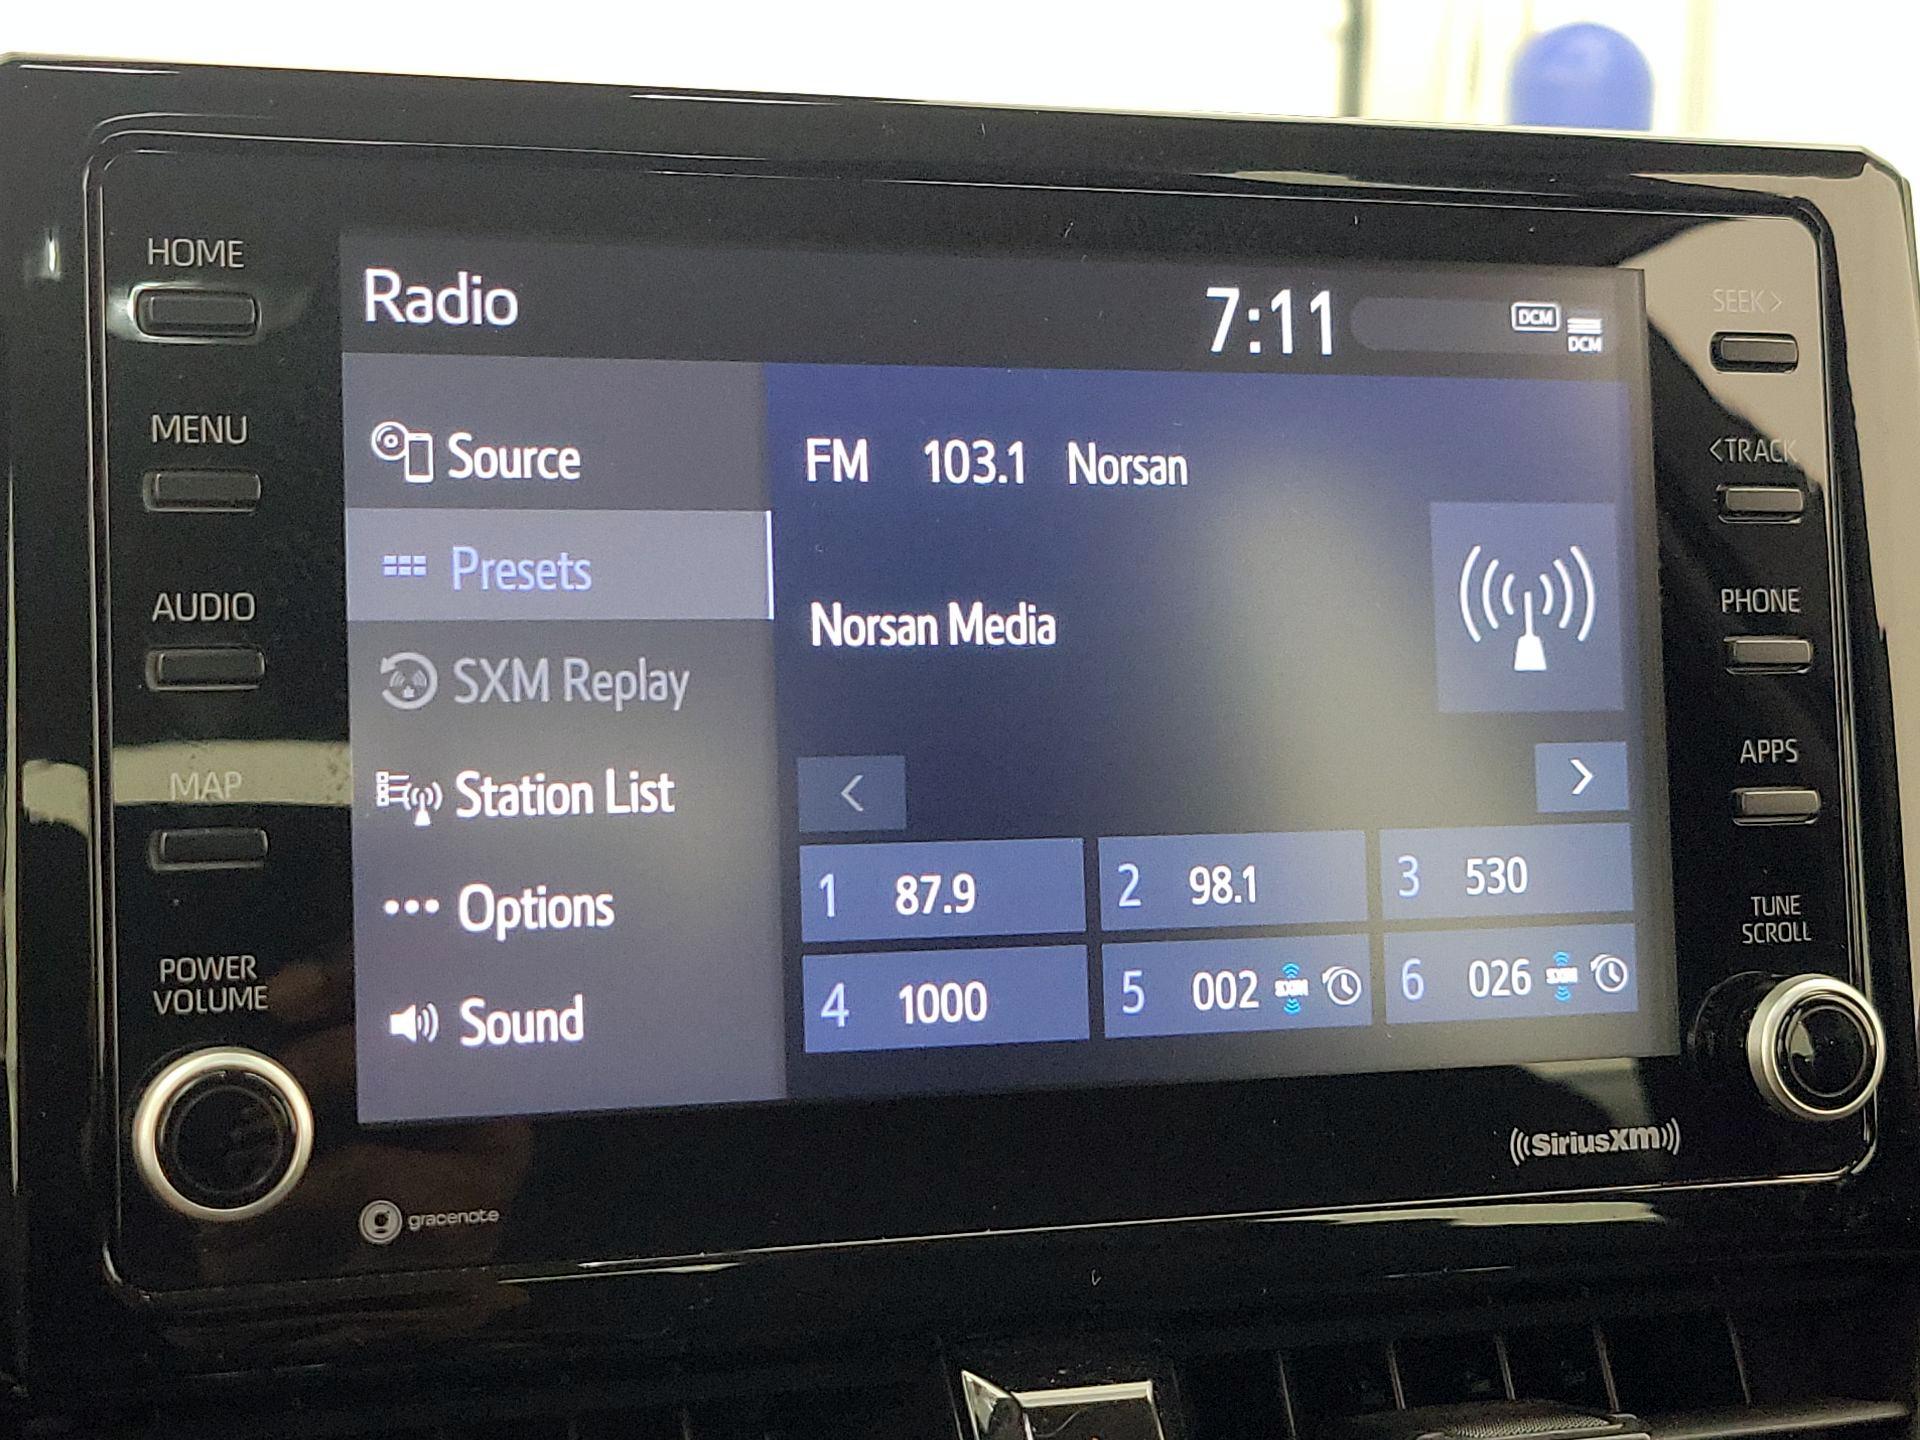 HOME
MENU
AUDIO
MAP
POWER
VOLUME
Radio
7:11
DCM
DCM
Source
Presets
SXM Replay
Station List
Options
Sound
FM 103.1 Norsan
Norsan Media
<
>
1 87.9
2 98.1
3 530
4 1000
5 002 SXM
6 026 SXM
SEEK >
< TRACK
PHONE
APPS
TUNE
SCROLL
gracenote
SiriusXM